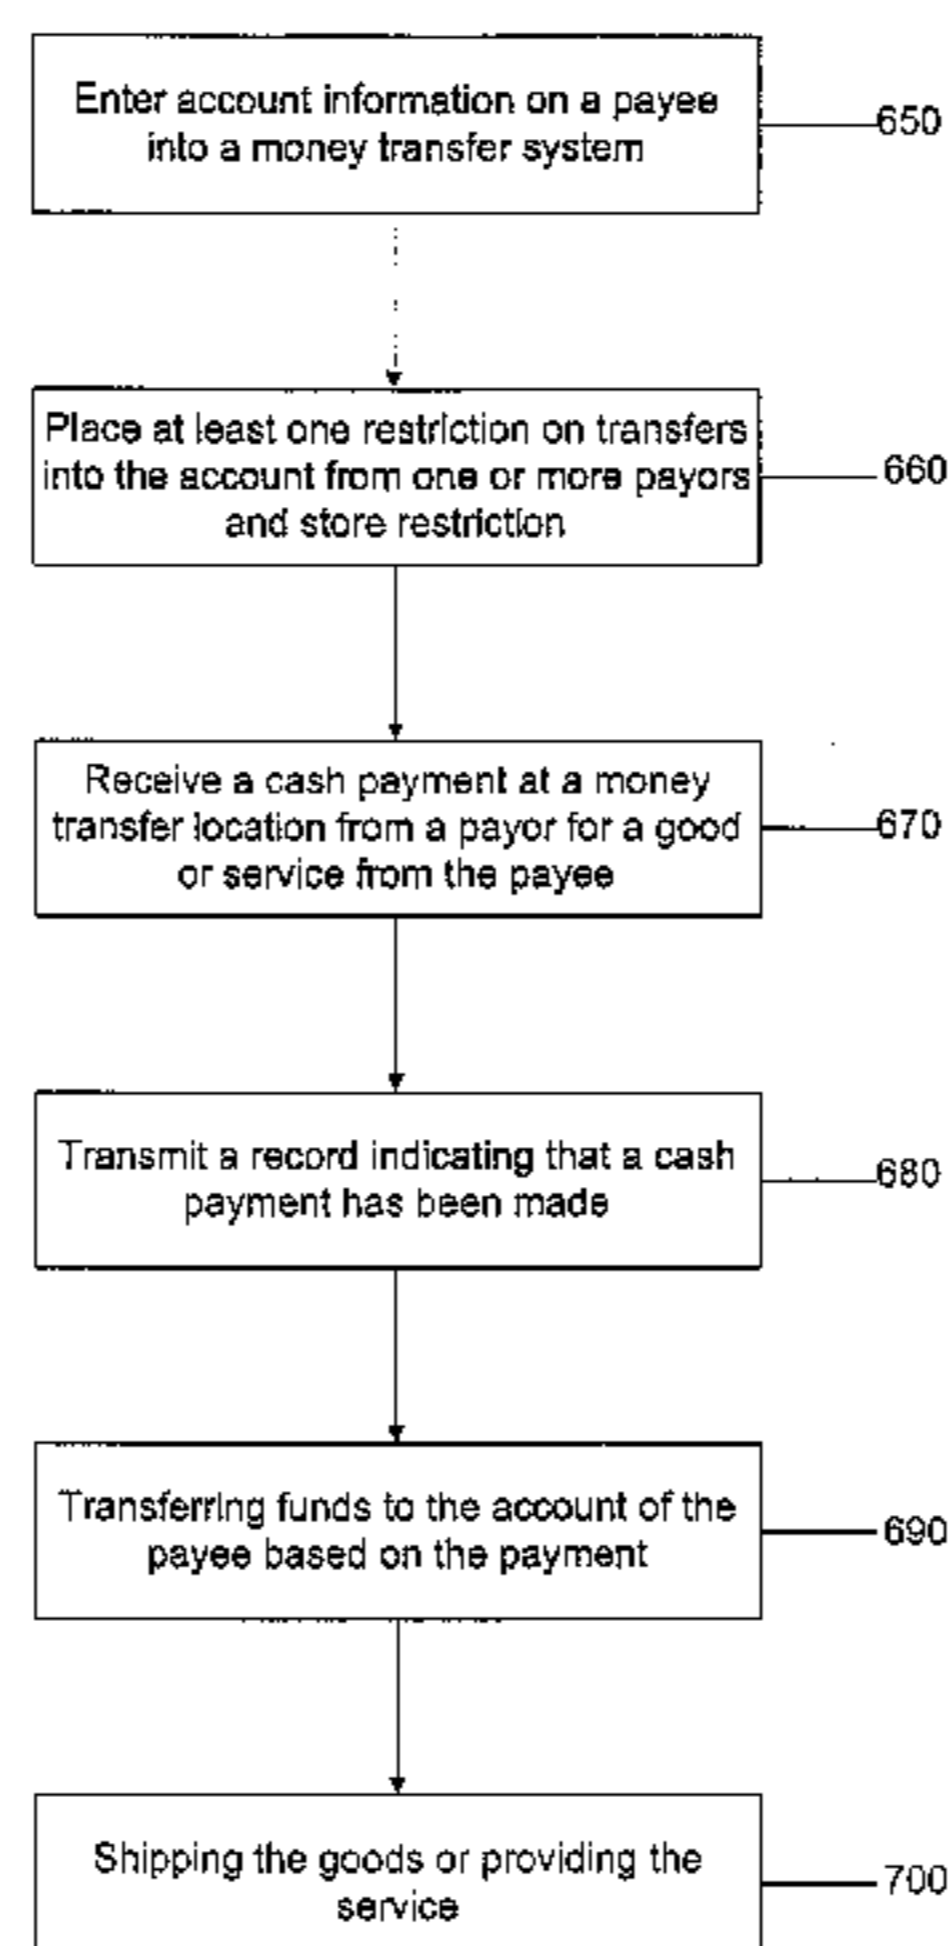 Enter account information on a payee
into a money transfer system
650
Place at least one restriction on transfers
into the account from one or more payors
and store restriction
660
Receive a cash payment at a money
transfer location from a payor for a good
or service from the payee
670
Transmit a record indicating that a cash
payment has been made
680
Transferring funds to the account of the
payee based on the payment
690
Shipping the goods or providing the
service
700